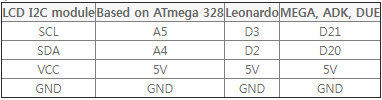 LCD I2C module Based on ATmega 328 Leonardo MEGA, ADK, DUE
SCL A5 D3 D21
SDA A4 D2 D20
VCC 5V 5V 5V
GND GND GND GND